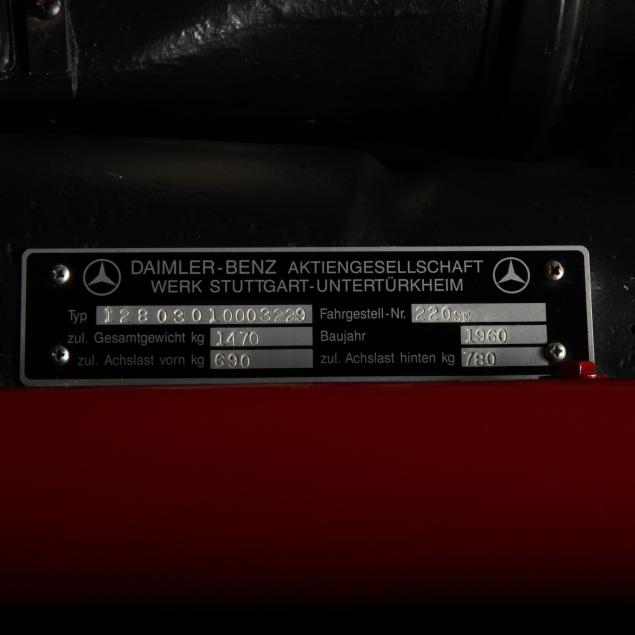 DAIMLER-BENZ AKTIENGESELLSCHAFT
WERK STUTTGART-UNTERTÜRKHEIM
Typ 12803010003229 Fahrgestell-Nr. 220SE
zul. Gesamtgewicht kg 1470 Baujahr 1960
zul. Achslast vorn kg 690 zul. Achslast hinten kg 780